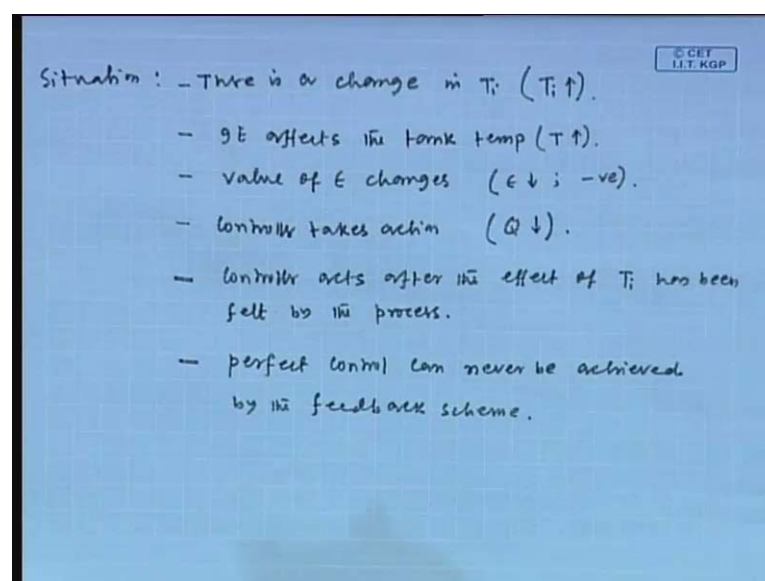 © CET
I.I.T. KGP
Situation : - There is a change in Ti (Ti ↑).
- It affects the tank temp (T ↑).
- value of ε changes (ε ↓ ; -ve).
- Controller takes action (Q ↓).
- Controller acts after the effect of Ti has been
felt by the process.
- perfect control can never be achieved
by the feedback scheme.